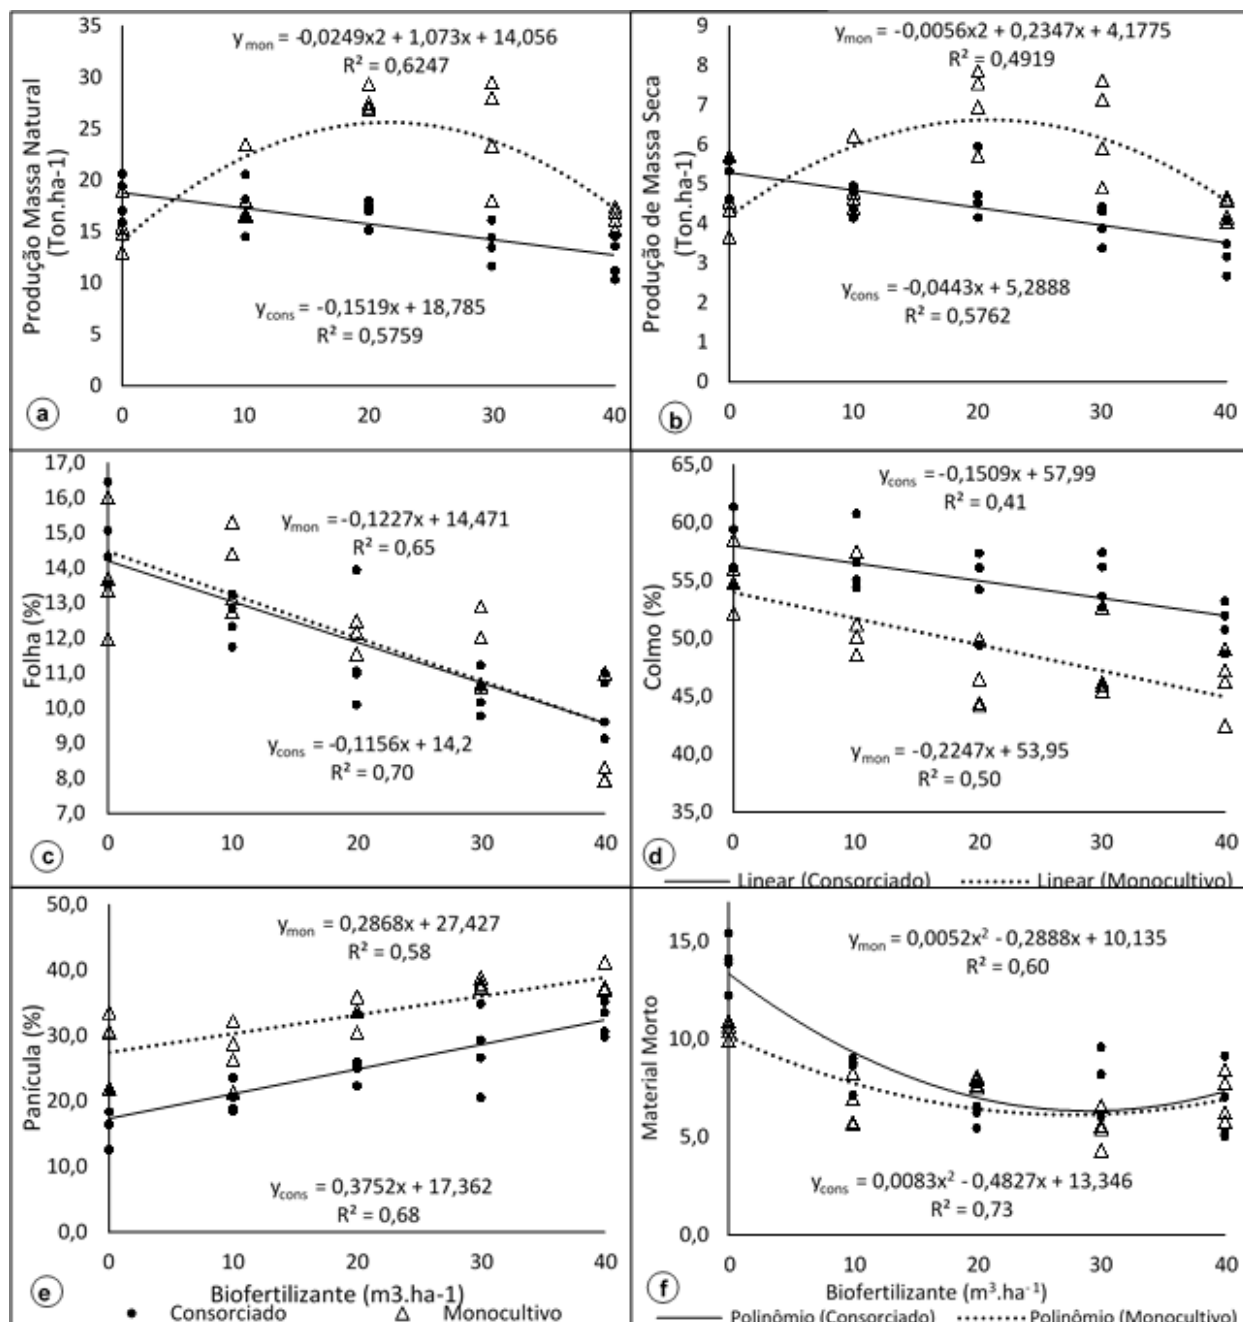 35
30
25
20
15
10
5
0
Produção Massa Natural
(Ton.ha-1)
y mon = -0,0249x2 + 1,073x + 14,056
R² = 0,6247
y cons = -0,1519x + 18,785
R² = 0,5759
0 10 20 30 40
a
9
8
7
6
5
4
3
2
1
0
Produção de Massa Seca
(Ton.ha-1)
y mon = -0,0056x2 + 0,2347x + 4,1775
R² = 0,4919
y cons = -0,0443x + 5,2888
R² = 0,5762
0 10 20 30 40
b
17,0
16,0
15,0
14,0
13,0
12,0
11,0
10,0
9,0
8,0
7,0
Folha (%)
y mon = -0,1227x + 14,471
R² = 0,65
y cons = -0,1156x + 14,2
R² = 0,70
0 10 20 30 40
c
65,0
60,0
55,0
50,0
45,0
40,0
35,0
Colmo (%)
y cons = -0,1509x + 57,99
R² = 0,41
y mon = -0,2247x + 53,95
R² = 0,50
0 10 20 30 40
d
Linear (Consorciado) Linear (Monocultivo)
50,0
40,0
30,0
20,0
10,0
0,0
Panícula (%)
y mon = 0,2868x + 27,427
R² = 0,58
y cons = 0,3752x + 17,362
R² = 0,68
0 10 20 30 40
Biofertilizante (m3.ha-1)
e
Consorciado Monocultivo
15,0
10,0
5,0
0,0
Material Morto
y mon = 0,0052x² - 0,2888x + 10,135
R² = 0,60
y cons = 0,0083x² - 0,4827x + 13,346
R² = 0,73
0 10 20 30 40
Biofertilizante (m³.ha⁻¹)
f
Polinômio (Consorciado) Polinômio (Monocultivo)